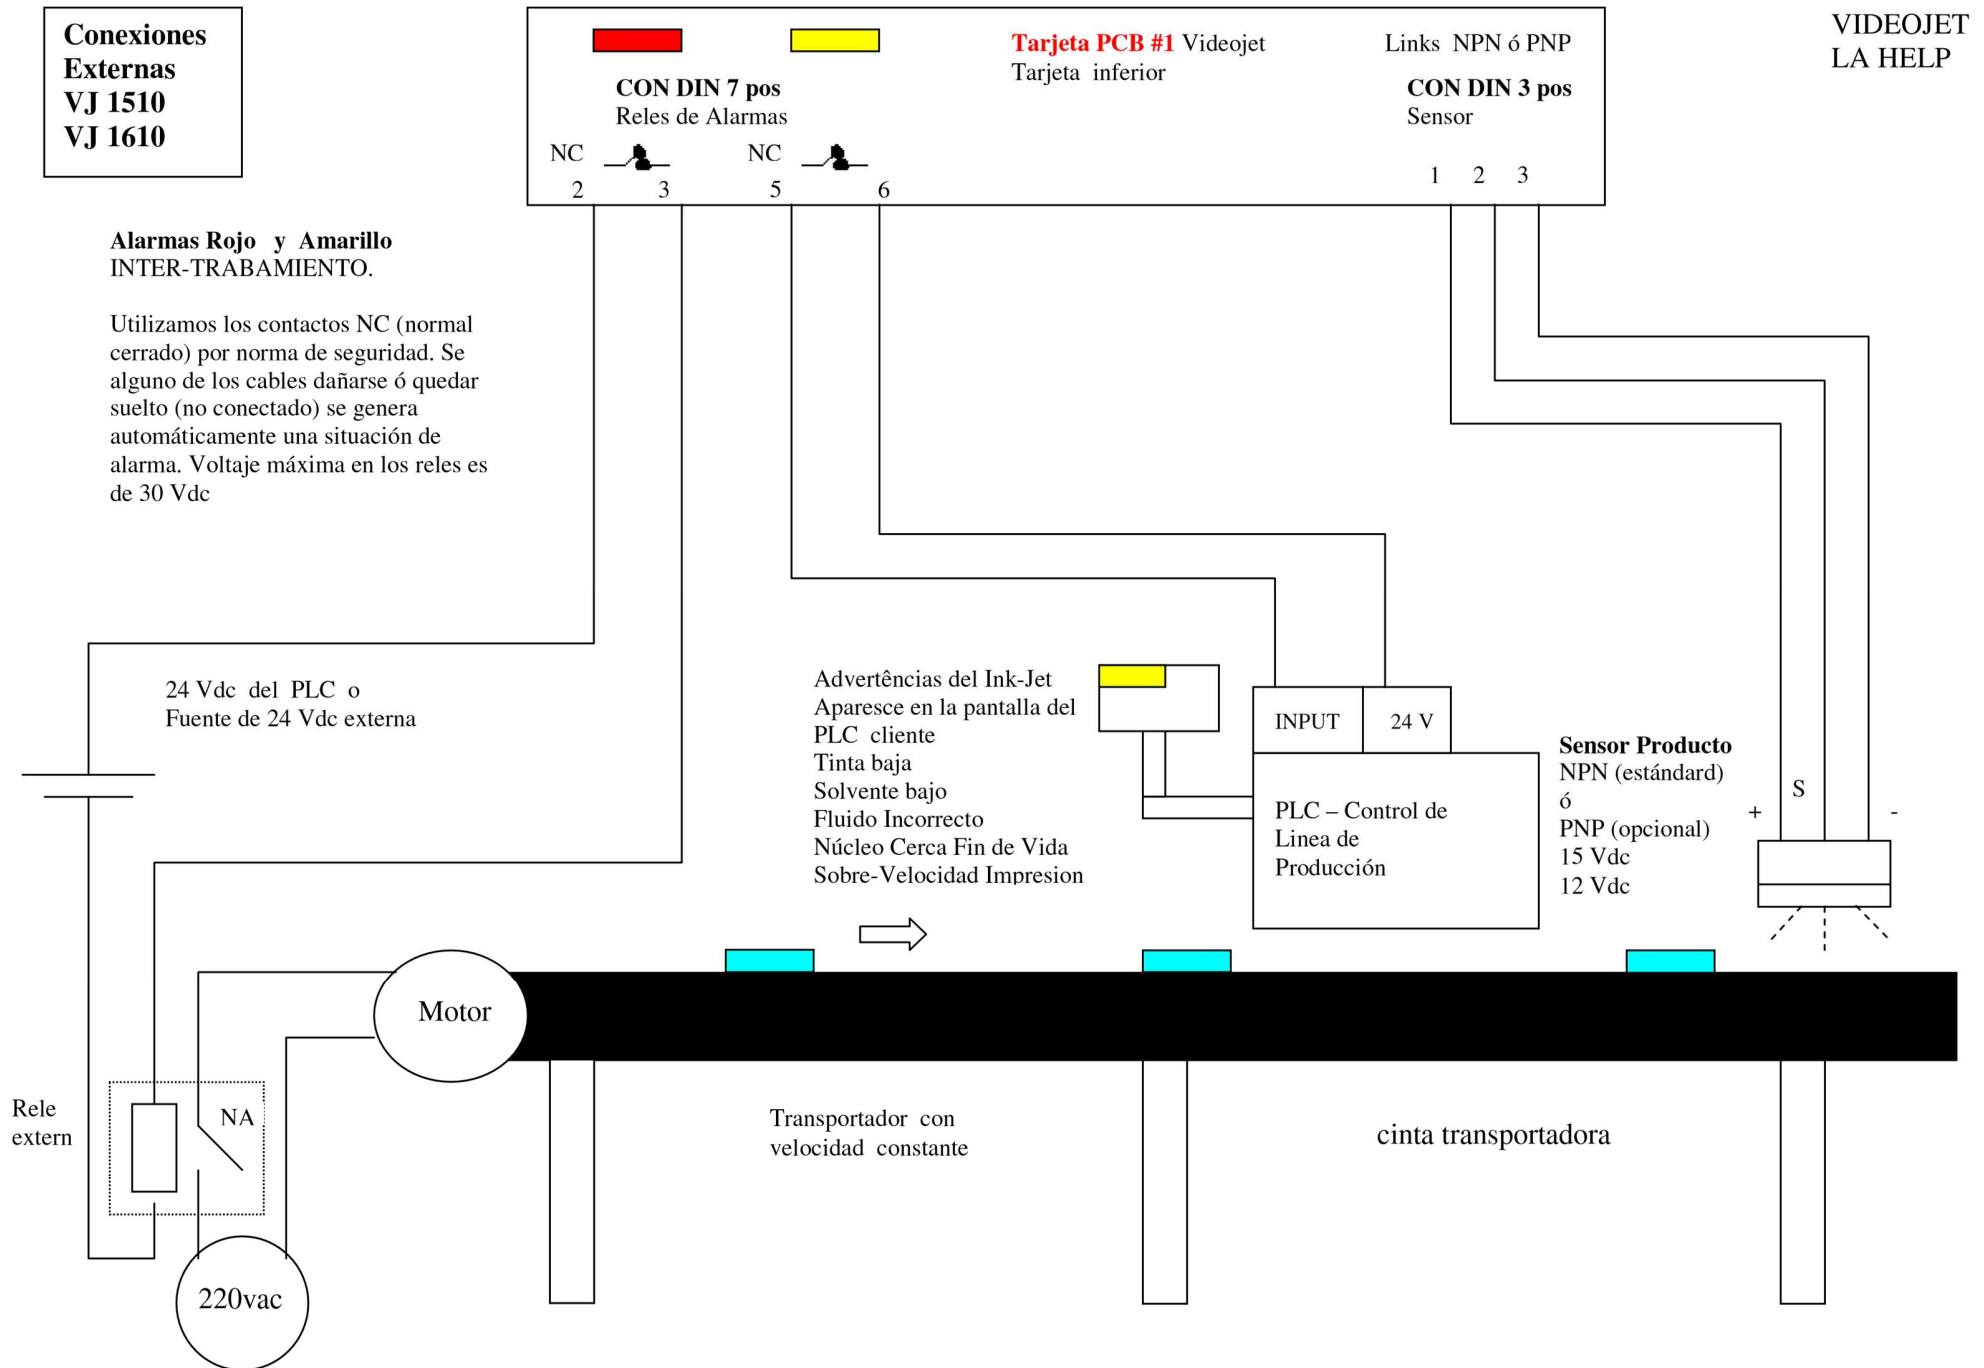 Conexiones
Externas
VJ 1510
VJ 1610
Tarjeta PCB #1 Videojet
Tarjeta inferior
Links NPN ó PNP
VIDEOJET
LA HELP
CON DIN 7 pos
Reles de Alarmas
CON DIN 3 pos
Sensor
NC
NC
2
3
5
6
1 2 3
Alarmas Rojo y Amarillo
INTER-TRABAMIENTO.
Utilizamos los contactos NC (normal
cerrado) por norma de seguridad. Se
alguno de los cables dañarse ó quedar
suelto (no conectado) se genera
automáticamente una situación de
alarma. Voltaje máxima en los reles es
de 30 Vdc
24 Vdc del PLC o
Fuente de 24 Vdc externa
Advertências del Ink-Jet
Aparesce en la pantalla del
PLC cliente
Tinta baja
Solvente bajo
Fluido Incorrecto
Núcleo Cerca Fin de Vida
Sobre-Velocidad Impresion
INPUT
24 V
PLC – Control de
Linea de
Producción
Sensor Producto
NPN (estándard)
ó
PNP (opcional)
15 Vdc
12 Vdc
+
S
-
Motor
Rele
extern
NA
220vac
Transportador con
velocidad constante
cinta transportadora